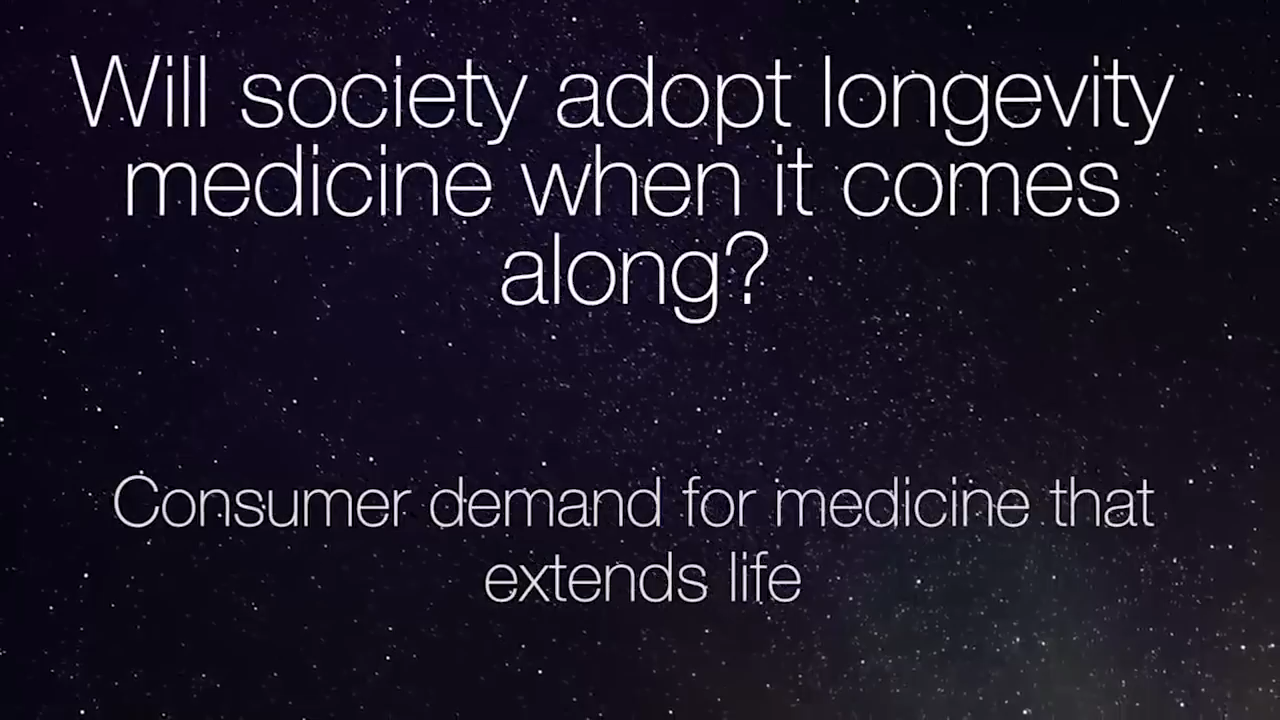 Will society adopt longevity
medicine when it comes
along?
Consumer demand for medicine that
extends life